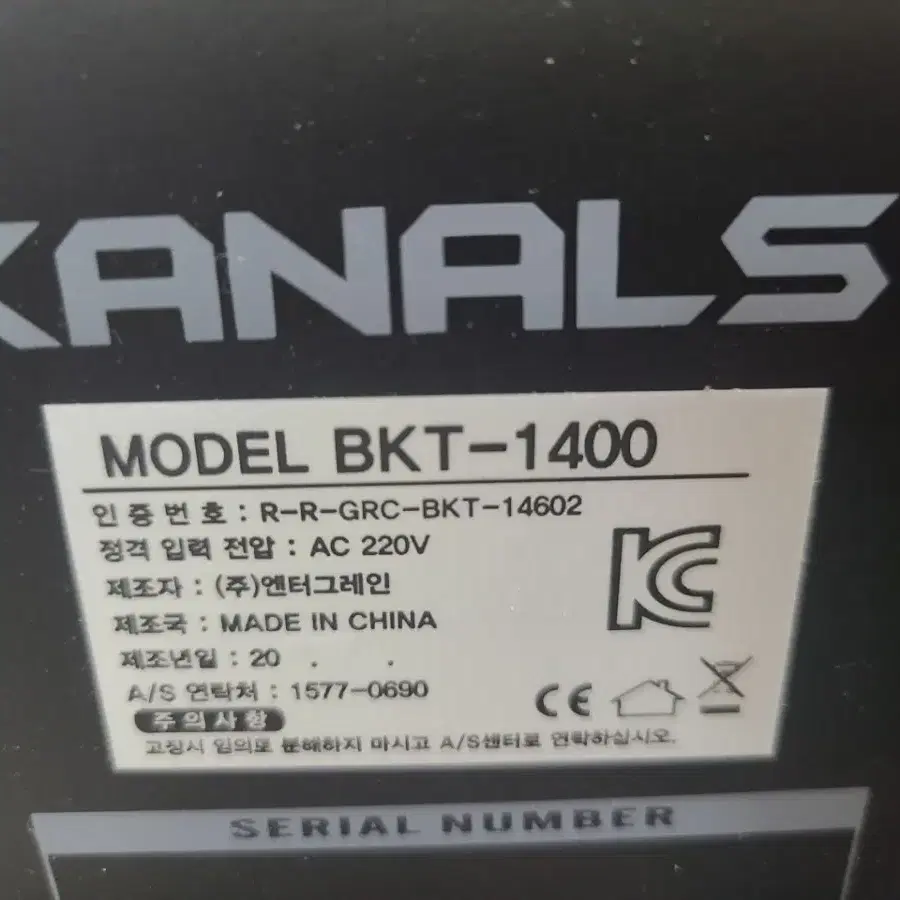 KANALS
MODEL BKT-1400
인증번호 : R-R-GRC-BKT-14602
정격 입력 전압 : AC 220V
제조자 : (주)엔터그레인
제조국 : MADE IN CHINA
제조년일 : 20 . .
A/S 연락처 : 1577-0690
주의사항
고장시 임의로 분해하지 마시고 A/S센터로 연락하십시오.
SERIAL NUMBER